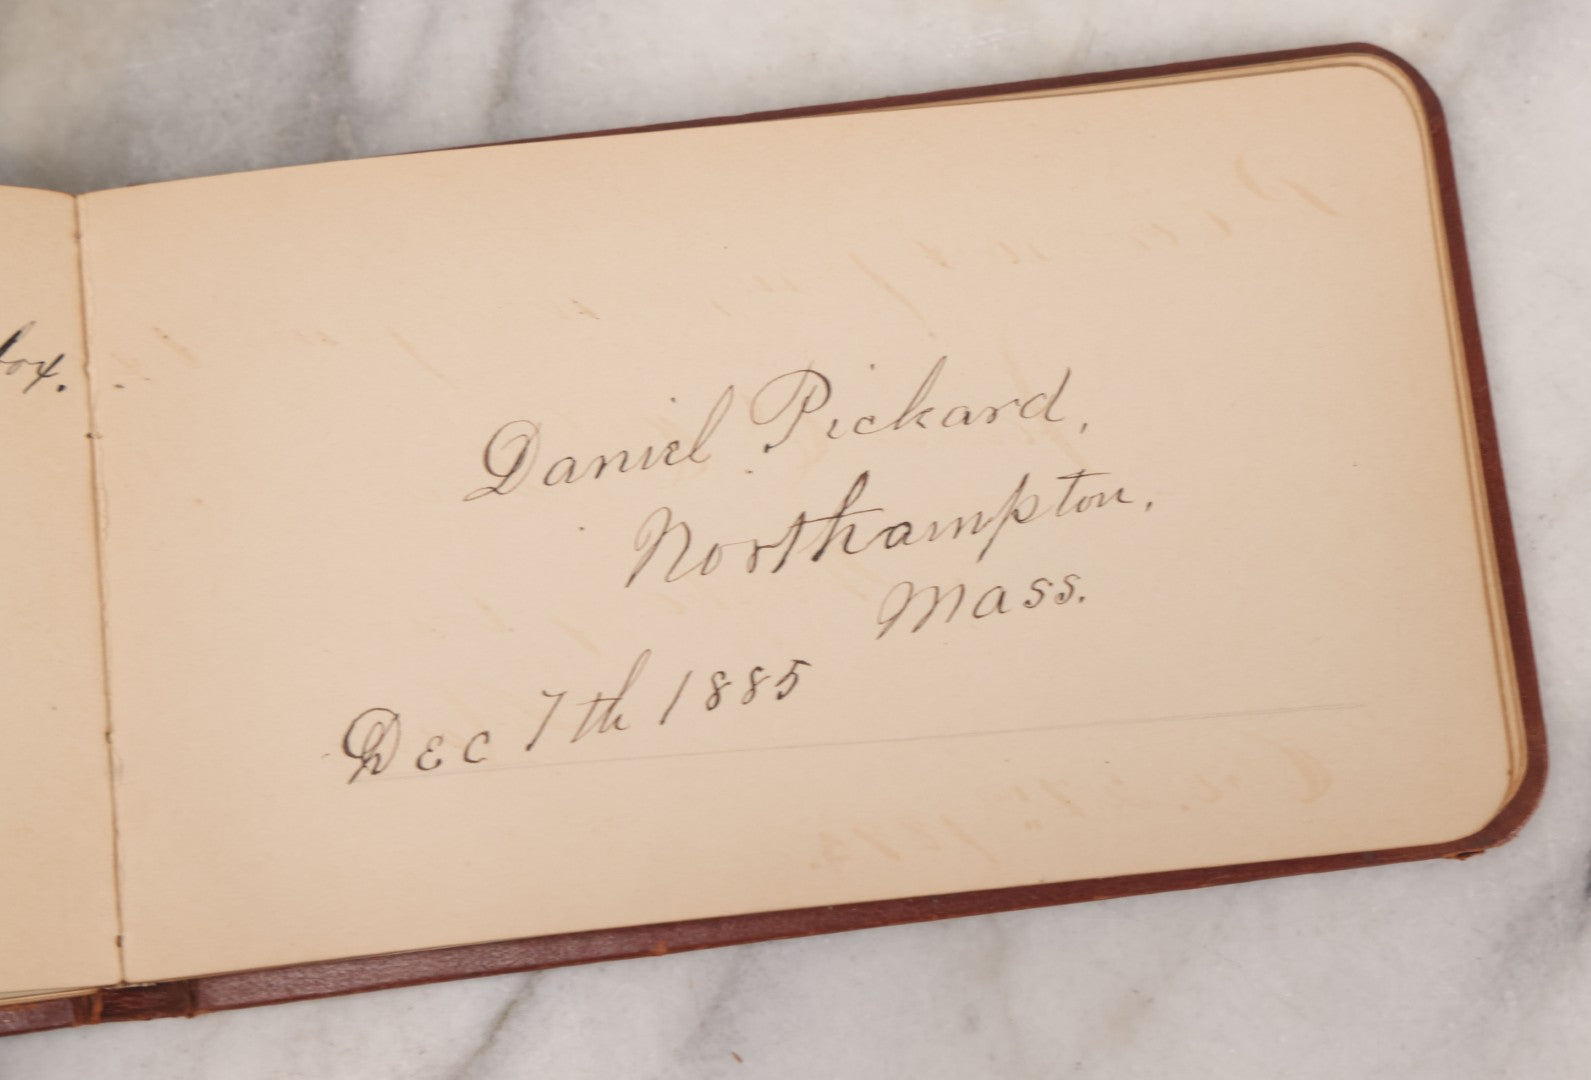 Daniel Pickard,
Northampton,
Mass.
Dec 7th 1885